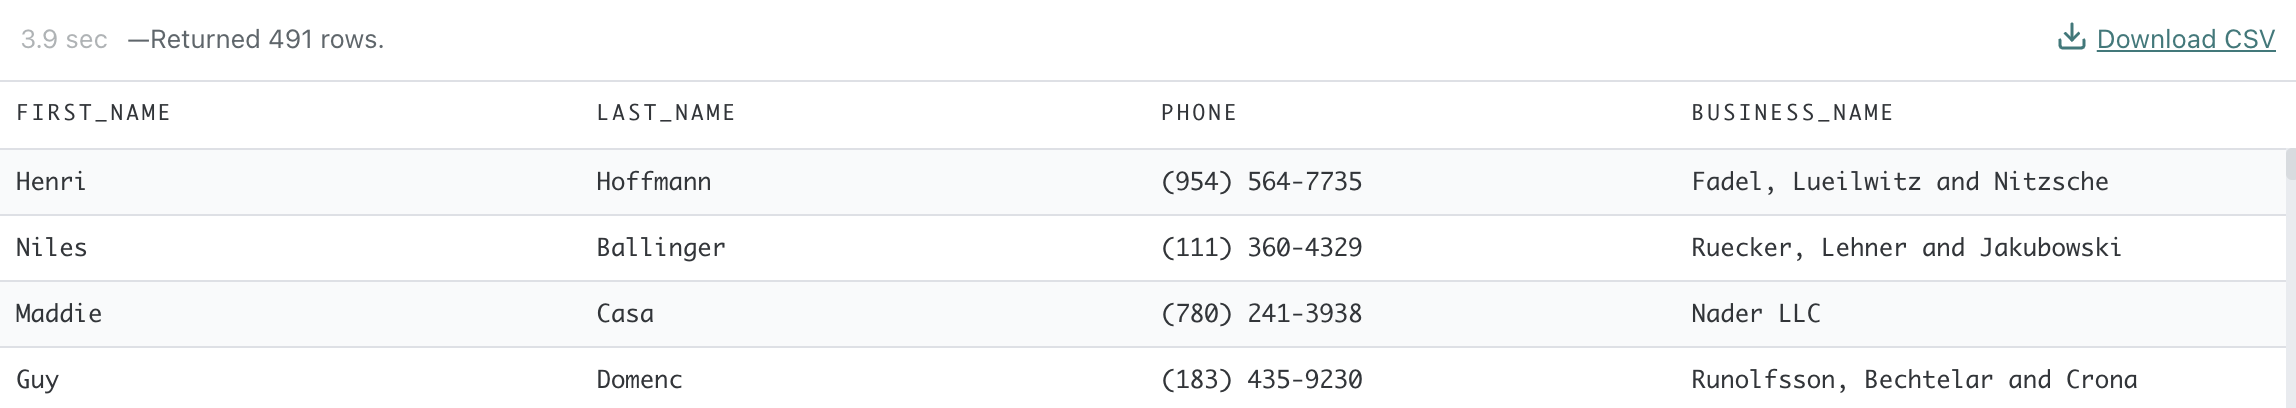 3.9 sec —Returned 491 rows. Download CSV
FIRST_NAME LAST_NAME PHONE BUSINESS_NAME
Henri Hoffmann (954) 564-7735 Fadel, Lueilwitz and Nitzsche
Niles Ballinger (111) 360-4329 Ruecker, Lehner and Jakubowski
Maddie Casa (780) 241-3938 Nader LLC
Guy Domenc (183) 435-9230 Runolfsson, Bechtelar and Crona